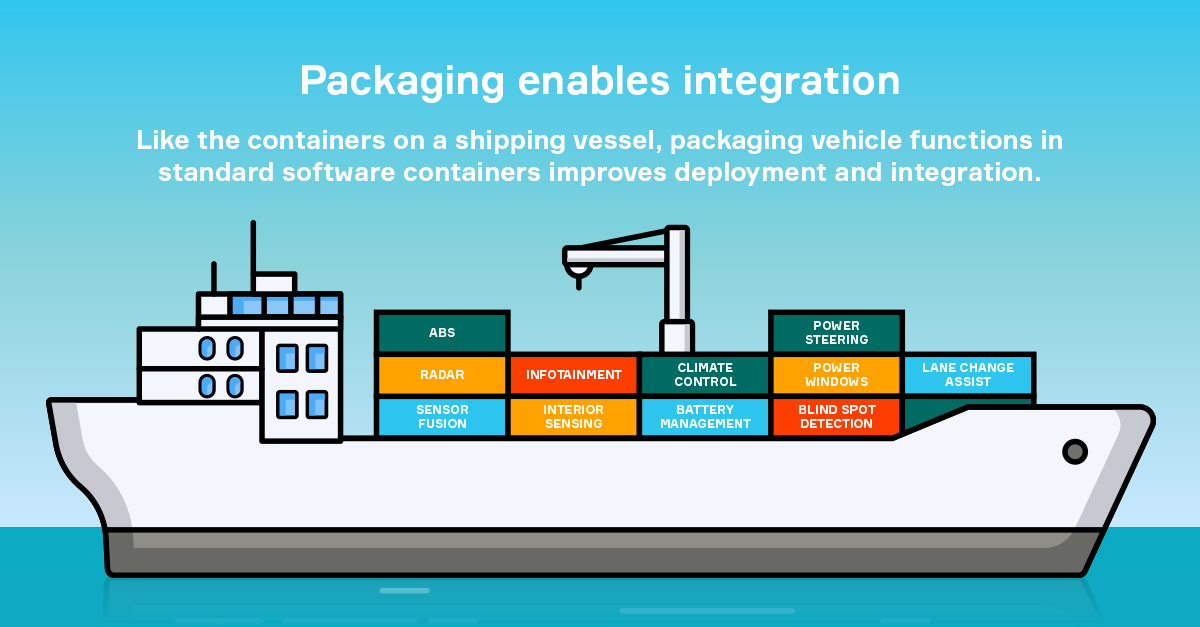 Packaging enables integration
Like the containers on a shipping vessel, packaging vehicle functions in
standard software containers improves deployment and integration.
ABS
POWER
STEERING
RADAR
INFOTAINMENT
CLIMATE
CONTROL
POWER
WINDOWS
LANE CHANGE
ASSIST
SENSOR
FUSION
INTERIOR
SENSING
BATTERY
MANAGEMENT
BLIND SPOT
DETECTION